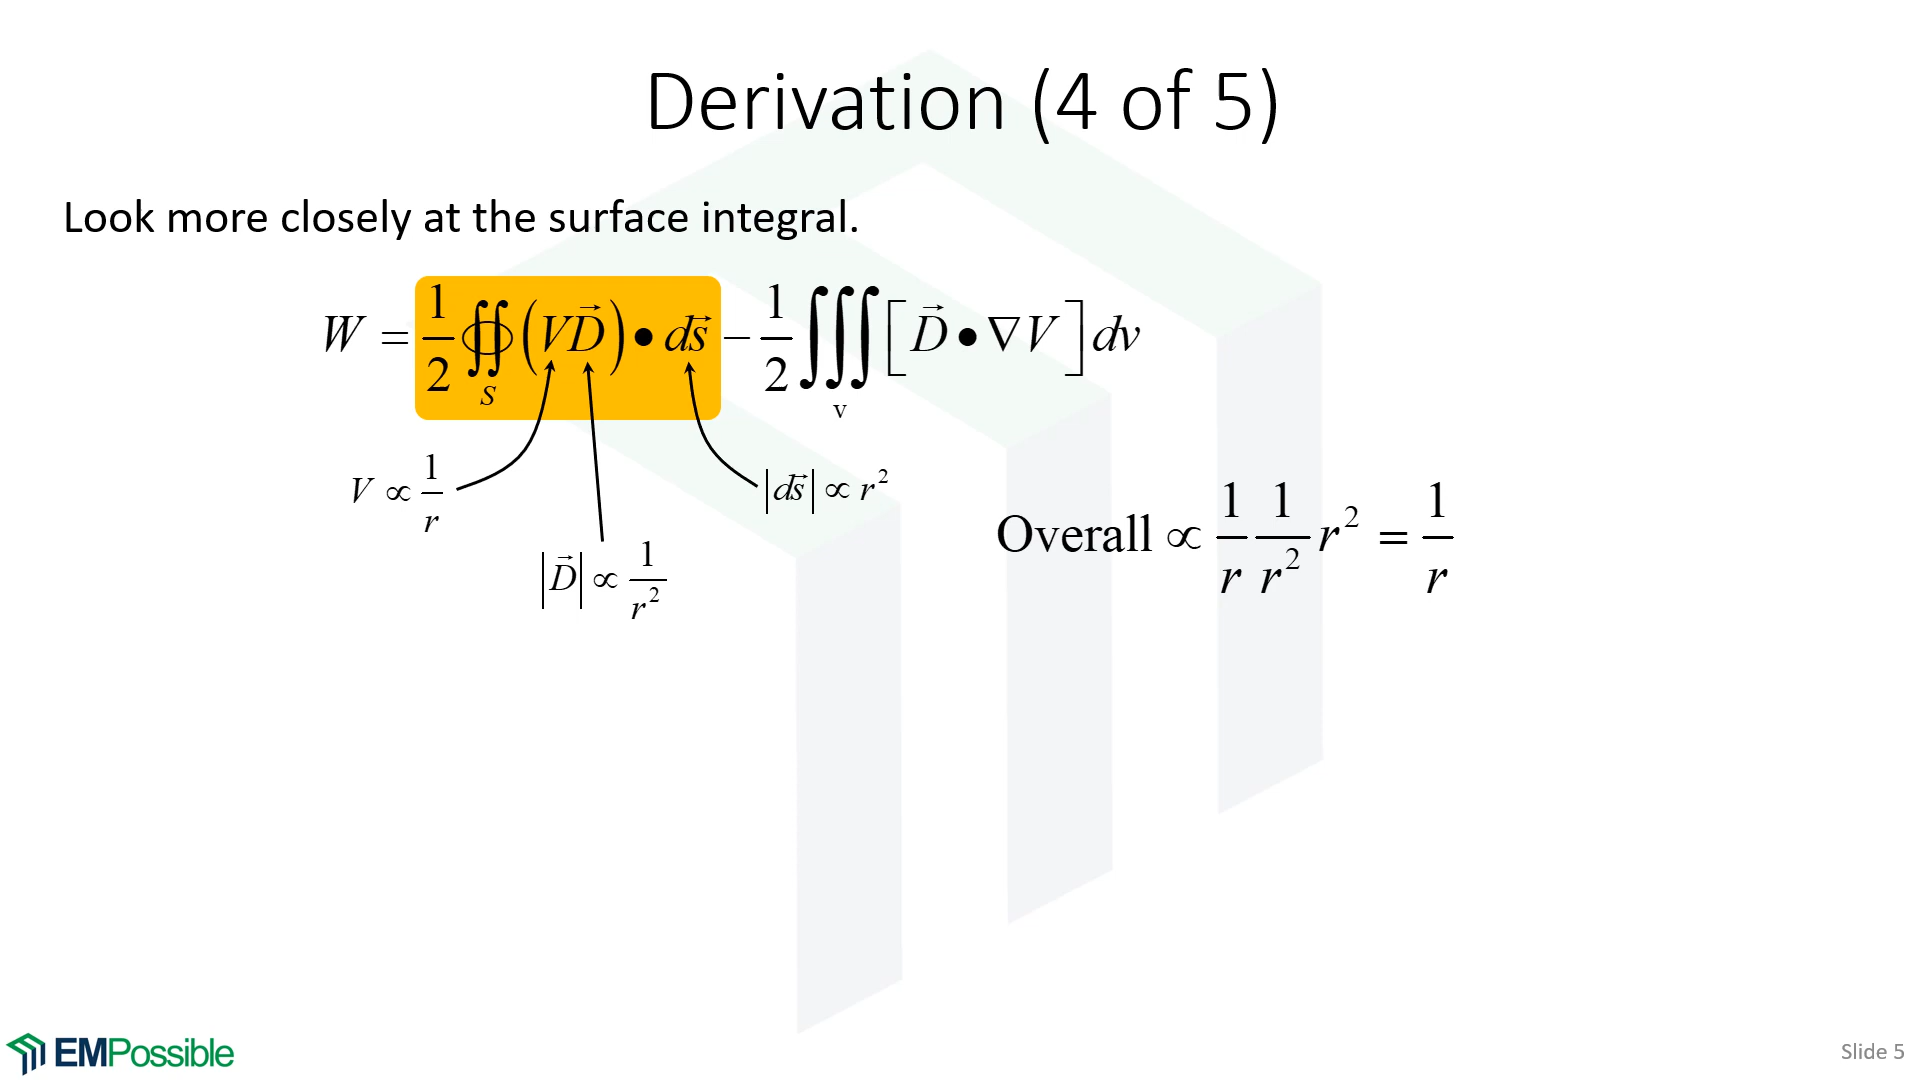 Derivation (4 of 5)
Look more closely at the surface integral.
W = 1/2 ∯_S (V D⃗) • ds⃗ − 1/2 ∭_v [D⃗ • ∇V] dv
V ∝ 1/r
|D⃗| ∝ 1/r²
|ds⃗| ∝ r²
Overall ∝ 1/r 1/r² r² = 1/r
EMPossible
Slide 5